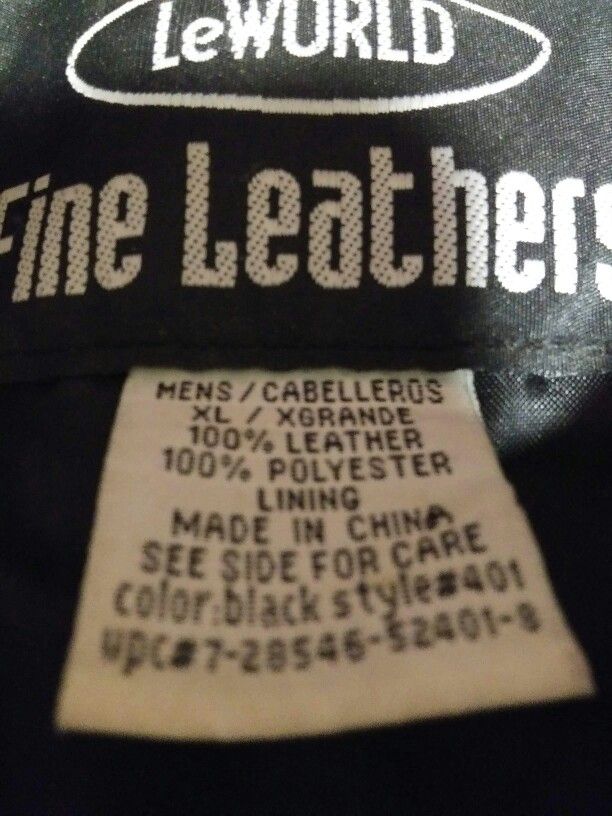 LeWORLD
Fine Leathers
MENS / CABELLEROS
XL / XGRANDE
100% LEATHER
100% POLYESTER
LINING
MADE IN CHINA
SEE SIDE FOR CARE
color:black style#401
upc#7-28546-52401-8